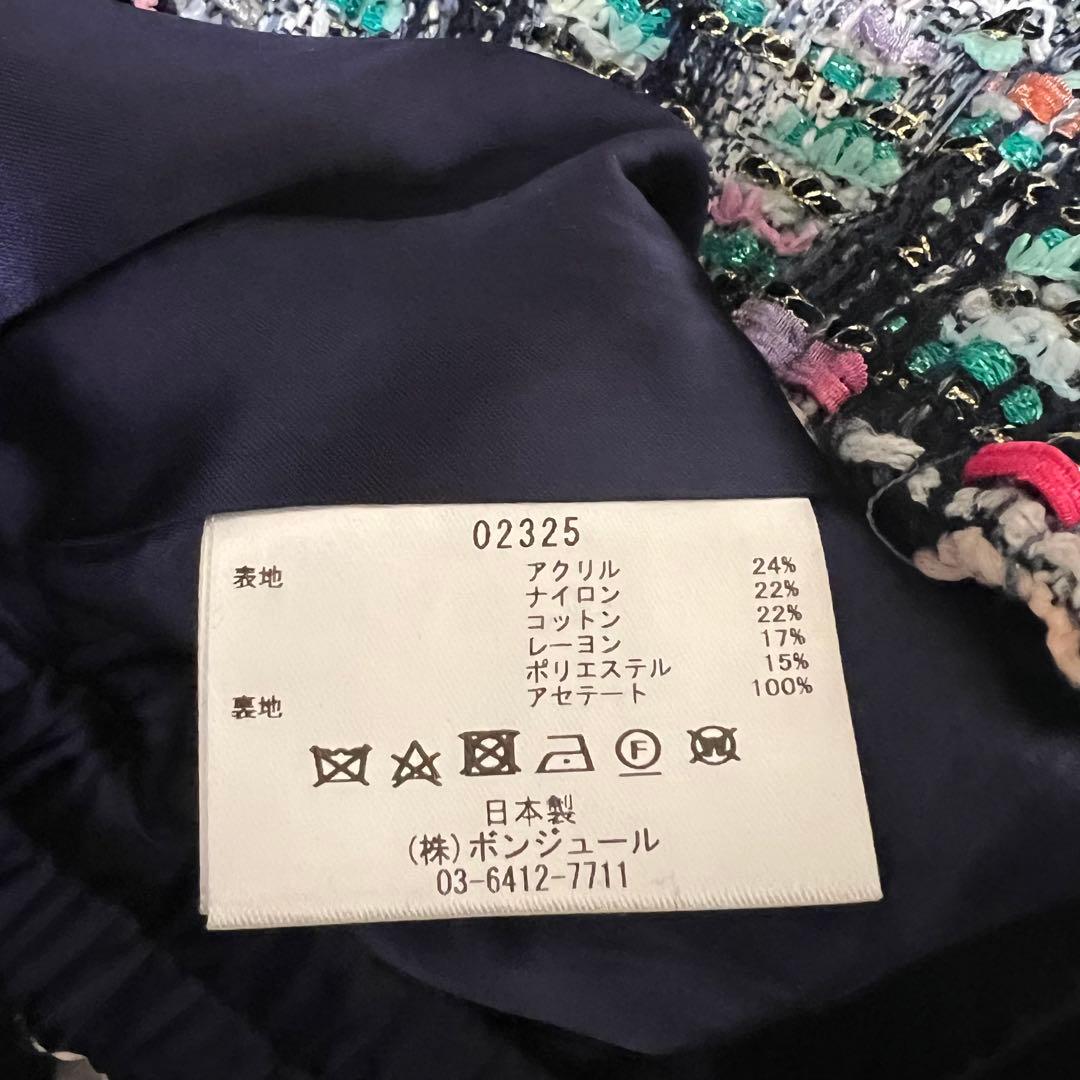 02325
表地 アクリル 24%
ナイロン 22%
コットン 22%
レーヨン 17%
ポリエステル 15%
裏地 アセテート 100%
F W
日本製
(株)ボンジュール
03-6412-7711